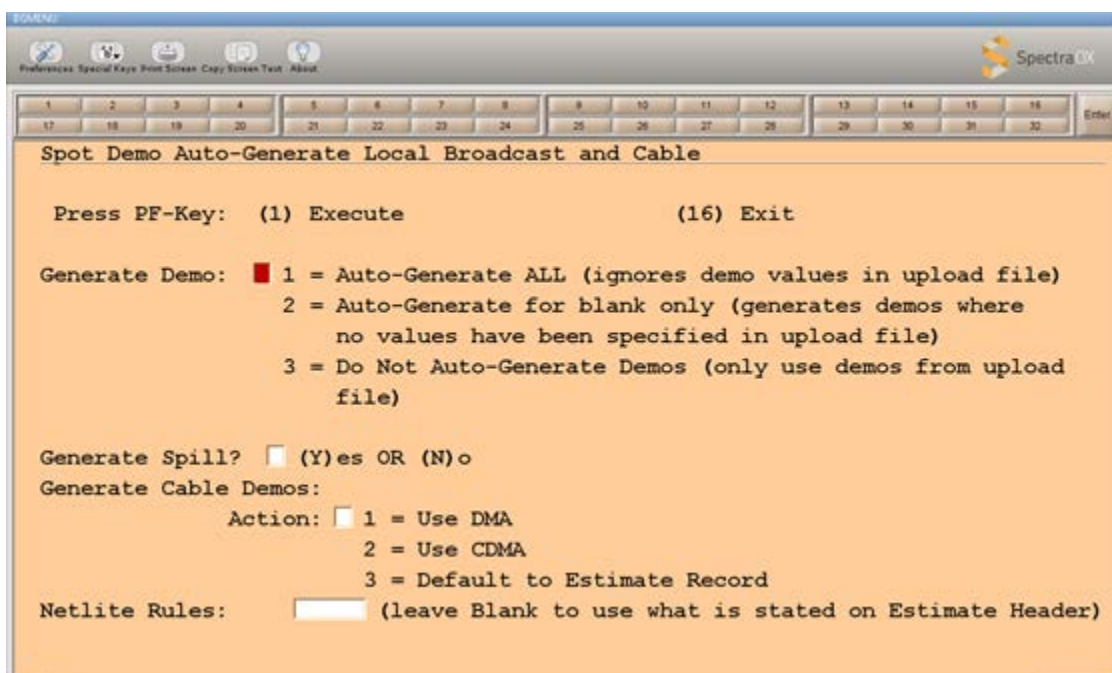 BGMENU
Preferences Special Keys Print Screen Copy Screen Text About
Spectra OX
1 2 3 4 5 6 7 8 9 10 11 12 13 14 15 16
17 18 19 20 21 22 23 24 25 26 27 28 29 30 31 32
Enter
Spot Demo Auto-Generate Local Broadcast and Cable
Press PF-Key: (1) Execute (16) Exit
Generate Demo: 1 = Auto-Generate ALL (ignores demo values in upload file)
2 = Auto-Generate for blank only (generates demos where
no values have been specified in upload file)
3 = Do Not Auto-Generate Demos (only use demos from upload
file)
Generate Spill? (Y)es OR (N)o
Generate Cable Demos:
Action: 1 = Use DMA
2 = Use CDMA
3 = Default to Estimate Record
Netlite Rules: (leave Blank to use what is stated on Estimate Header)